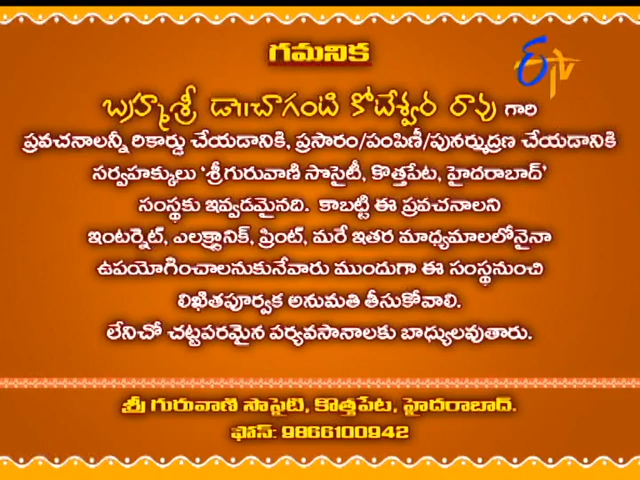 గమనిక
ETV
బ్రహ్మశ్రీ డా॥చాగంటి కోటేశ్వర రావు గారి
ప్రవచనాలన్నీ రికార్డు చేయడానికి, ప్రసారం/పంపిణీ/పునర్ముద్రణ చేయడానికి
సర్వహక్కులు ‘శ్రీగురువాణి సొసైటీ, కొత్తపేట, హైదరాబాద్’
సంస్థకు ఇవ్వడమైనది. కాబట్టి ఈ ప్రవచనాలని
ఇంటర్నెట్, ఎలక్ట్రానిక్, ప్రింట్, మరే ఇతర మాధ్యమాలలోనైనా
ఉపయోగించాలనుకునేవారు ముందుగా ఈ సంస్థనుంచి
లిఖితపూర్వక అనుమతి తీసుకోవాలి.
లేనిచో చట్టపరమైన పర్యవసానాలకు బాధ్యులవుతారు.
శ్రీ గురువాణి సొసైటి, కొత్తపేట, హైదరాబాద్.
ఫోన్: 9866100942